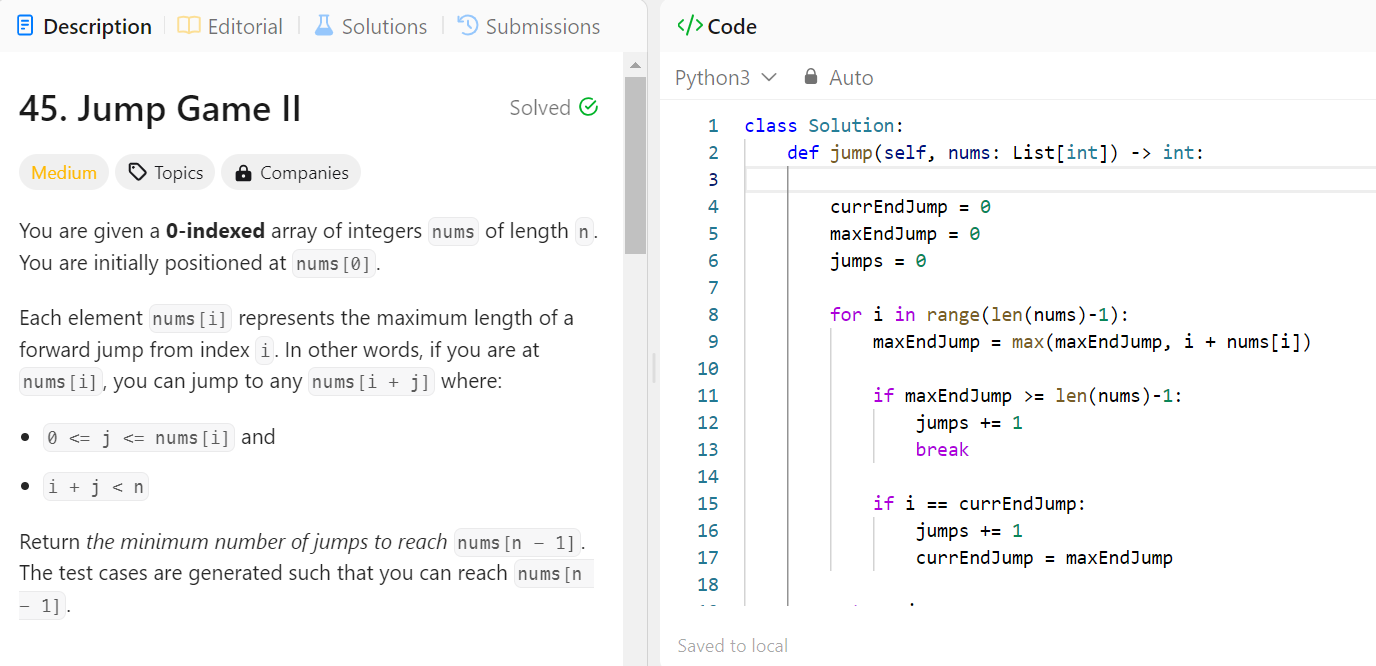 Description Editorial Solutions Submissions
45. Jump Game II
Solved
Medium Topics Companies
You are given a 0-indexed array of integers nums of length n.
You are initially positioned at nums[0].
Each element nums[i] represents the maximum length of a
forward jump from index i. In other words, if you are at
nums[i], you can jump to any nums[i + j] where:
• 0 <= j <= nums[i] and
• i + j < n
Return the minimum number of jumps to reach nums[n - 1].
The test cases are generated such that you can reach nums[n
- 1].
</> Code
Python3 Auto
1 class Solution:
2     def jump(self, nums: List[int]) -> int:
3
4         currEndJump = 0
5         maxEndJump = 0
6         jumps = 0
7
8         for i in range(len(nums)-1):
9             maxEndJump = max(maxEndJump, i + nums[i])
10
11             if maxEndJump >= len(nums)-1:
12                 jumps += 1
13                 break
14
15             if i == currEndJump:
16                 jumps += 1
17                 currEndJump = maxEndJump
18
Saved to local